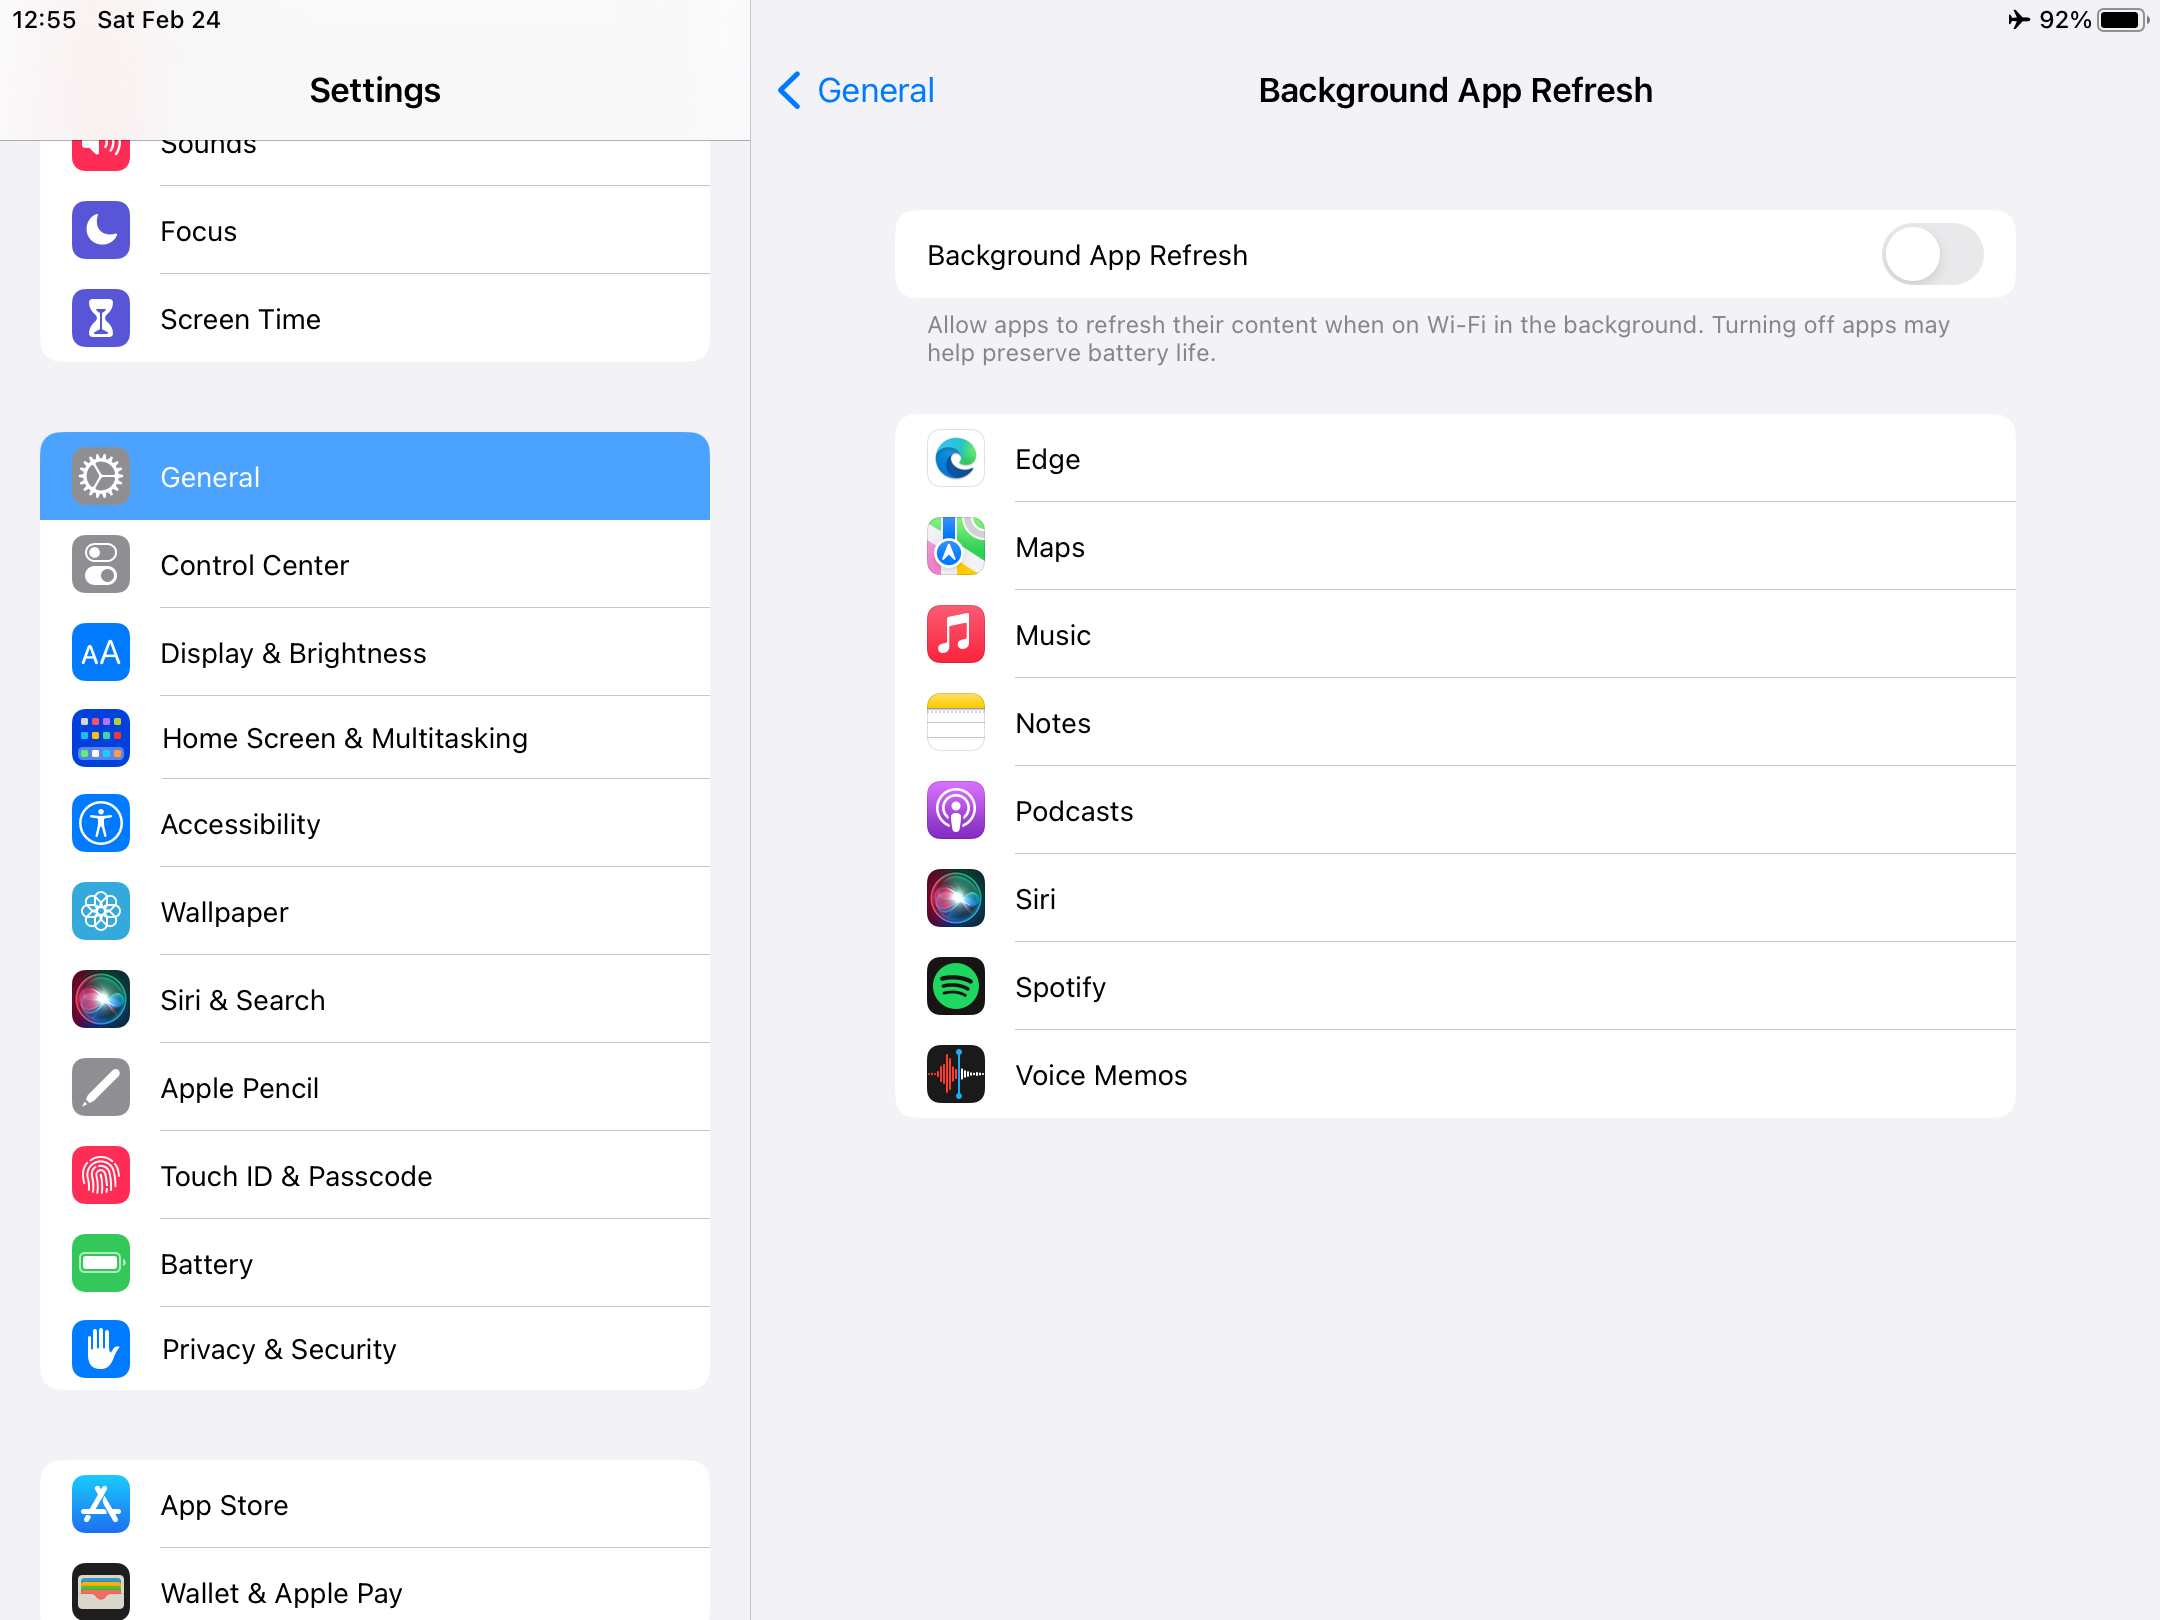 12:55 Sat Feb 24
92%
Settings
Sounds
Focus
Screen Time
General
Control Center
AA Display & Brightness
Home Screen & Multitasking
Accessibility
Wallpaper
Siri & Search
Apple Pencil
Touch ID & Passcode
Battery
Privacy & Security
App Store
Wallet & Apple Pay
General
Background App Refresh
Background App Refresh
Allow apps to refresh their content when on Wi-Fi in the background. Turning off apps may
help preserve battery life.
Edge
Maps
Music
Notes
Podcasts
Siri
Spotify
Voice Memos